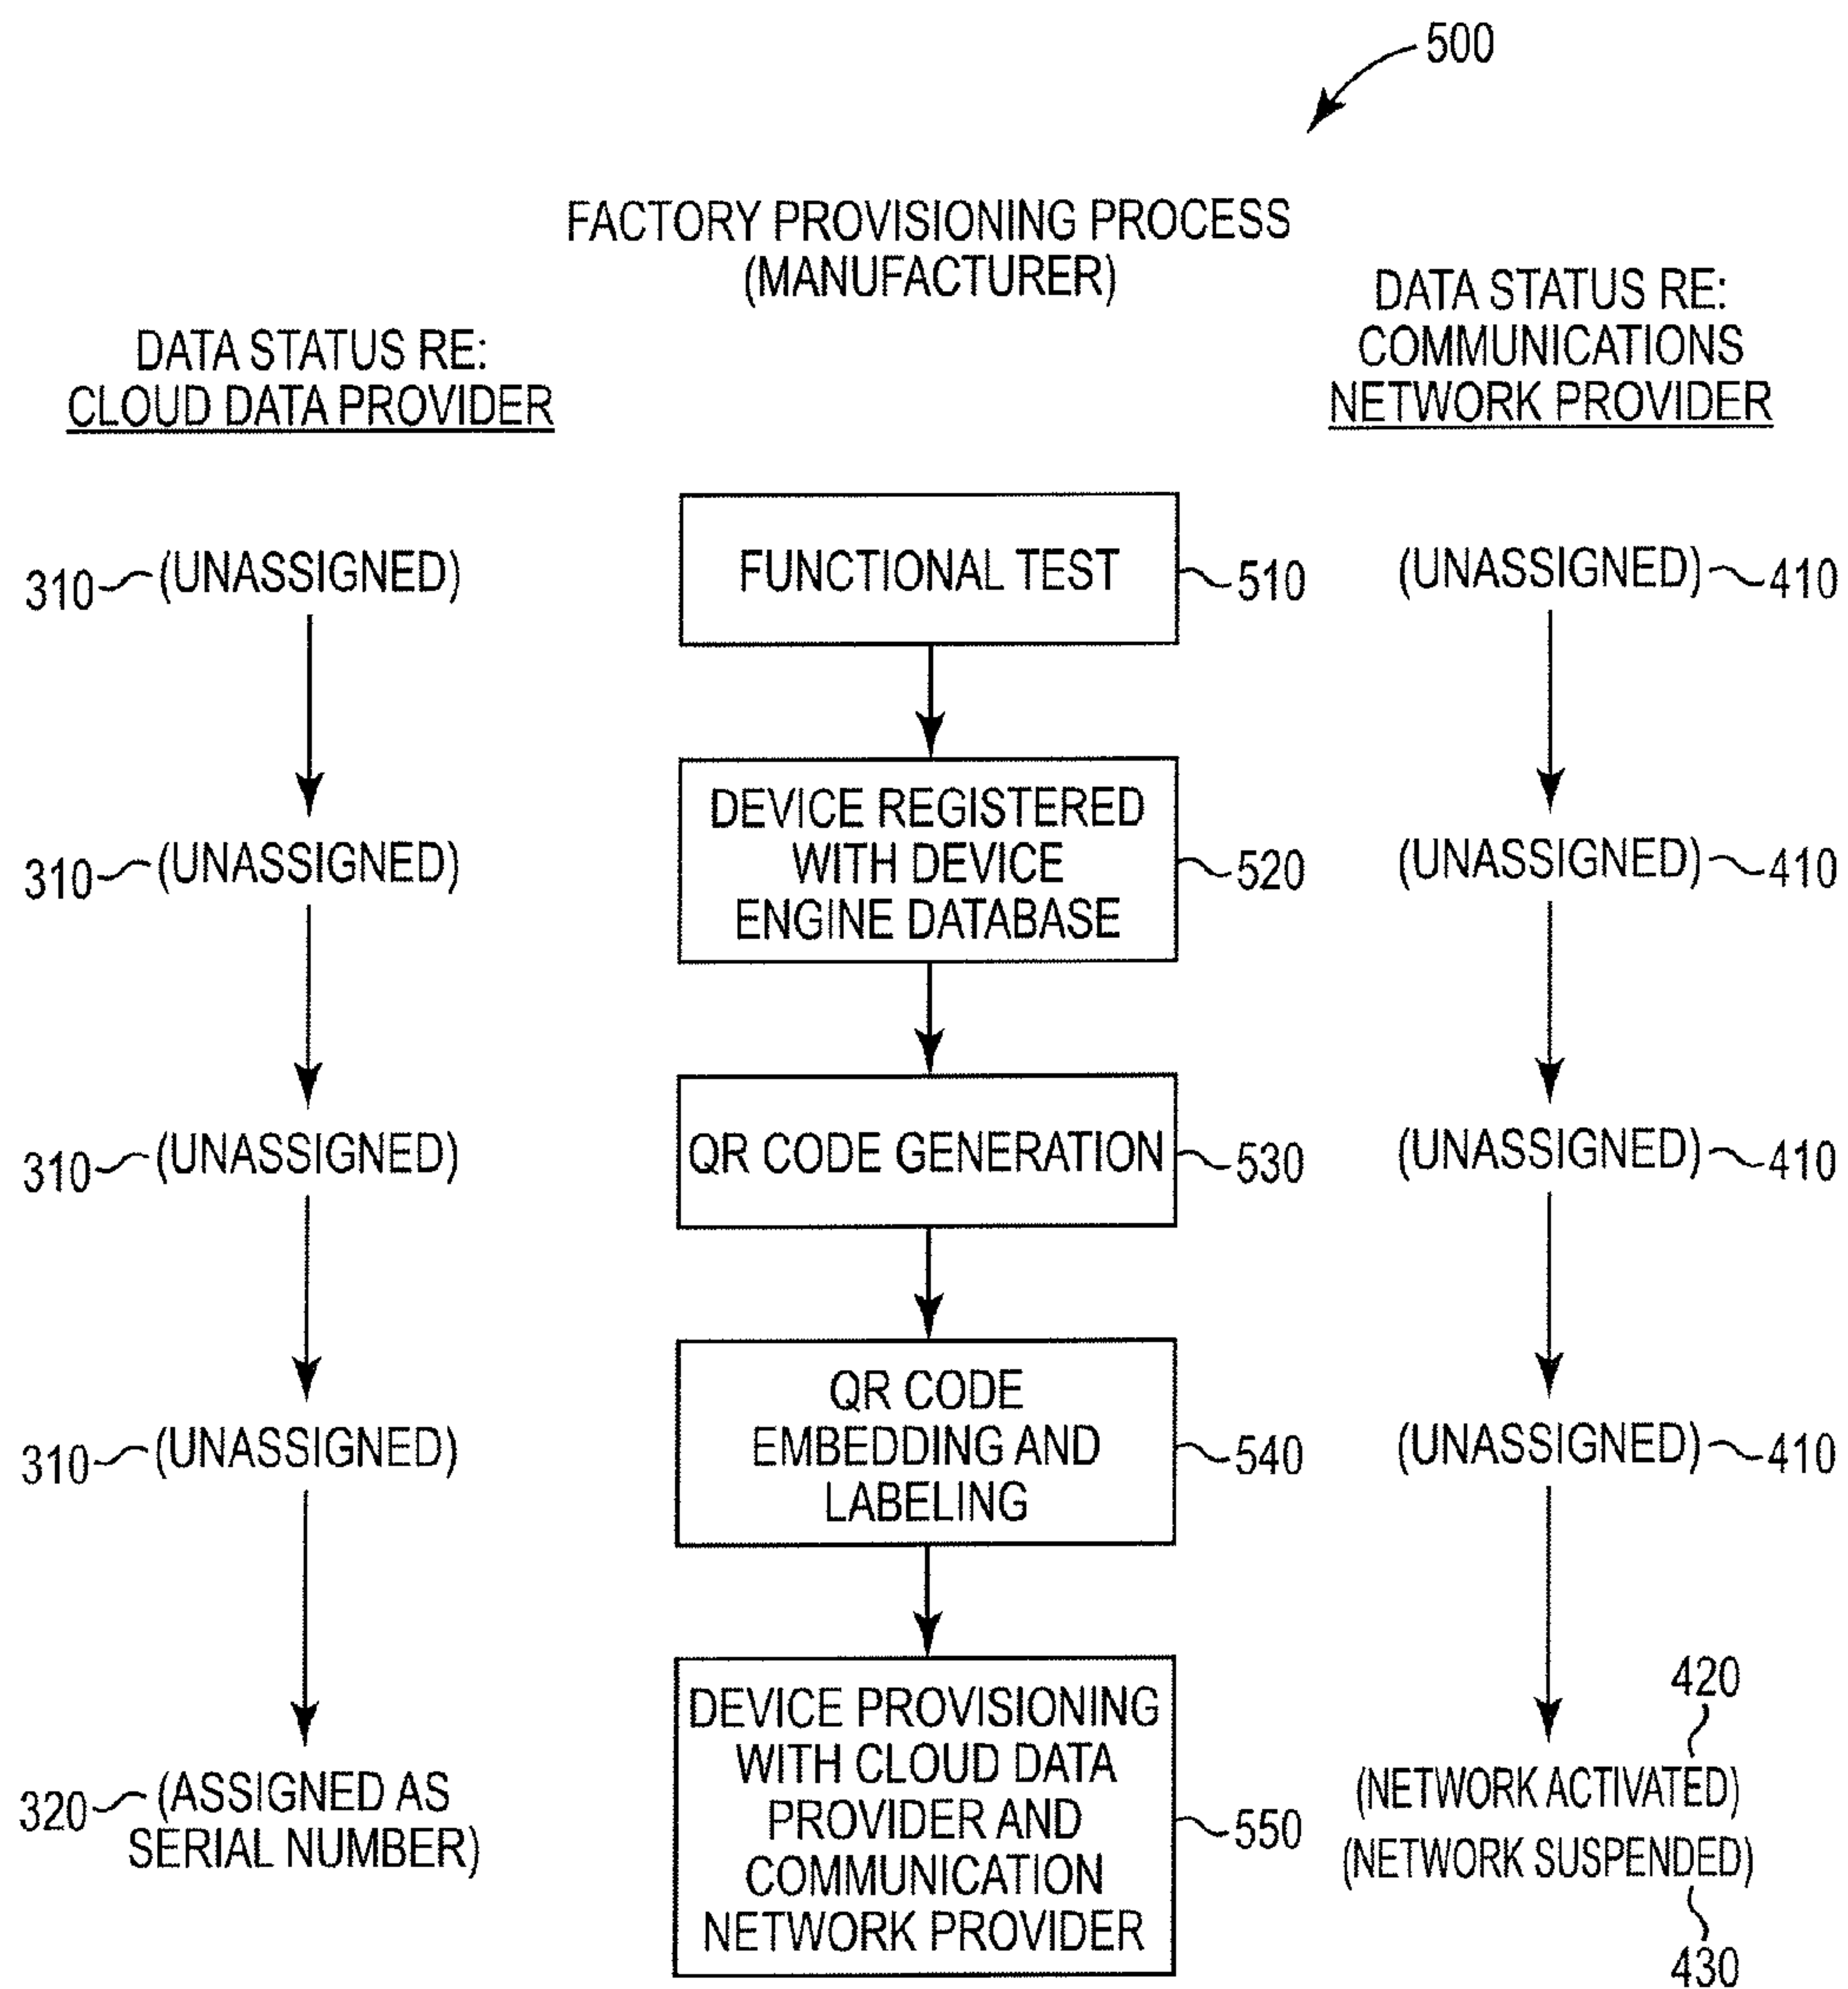 500
FACTORY PROVISIONING PROCESS
(MANUFACTURER)
DATA STATUS RE:
CLOUD DATA PROVIDER
DATA STATUS RE:
COMMUNICATIONS
NETWORK PROVIDER
310 (UNASSIGNED)
FUNCTIONAL TEST
510
(UNASSIGNED) 410
310 (UNASSIGNED)
DEVICE REGISTERED
WITH DEVICE
ENGINE DATABASE
520
(UNASSIGNED) 410
310 (UNASSIGNED)
QR CODE GENERATION
530
(UNASSIGNED) 410
310 (UNASSIGNED)
QR CODE
EMBEDDING AND
LABELING
540
(UNASSIGNED) 410
320 (ASSIGNED AS
SERIAL NUMBER)
DEVICE PROVISIONING
WITH CLOUD DATA
PROVIDER AND
COMMUNICATION
NETWORK PROVIDER
550
420
(NETWORK ACTIVATED)
(NETWORK SUSPENDED)
430